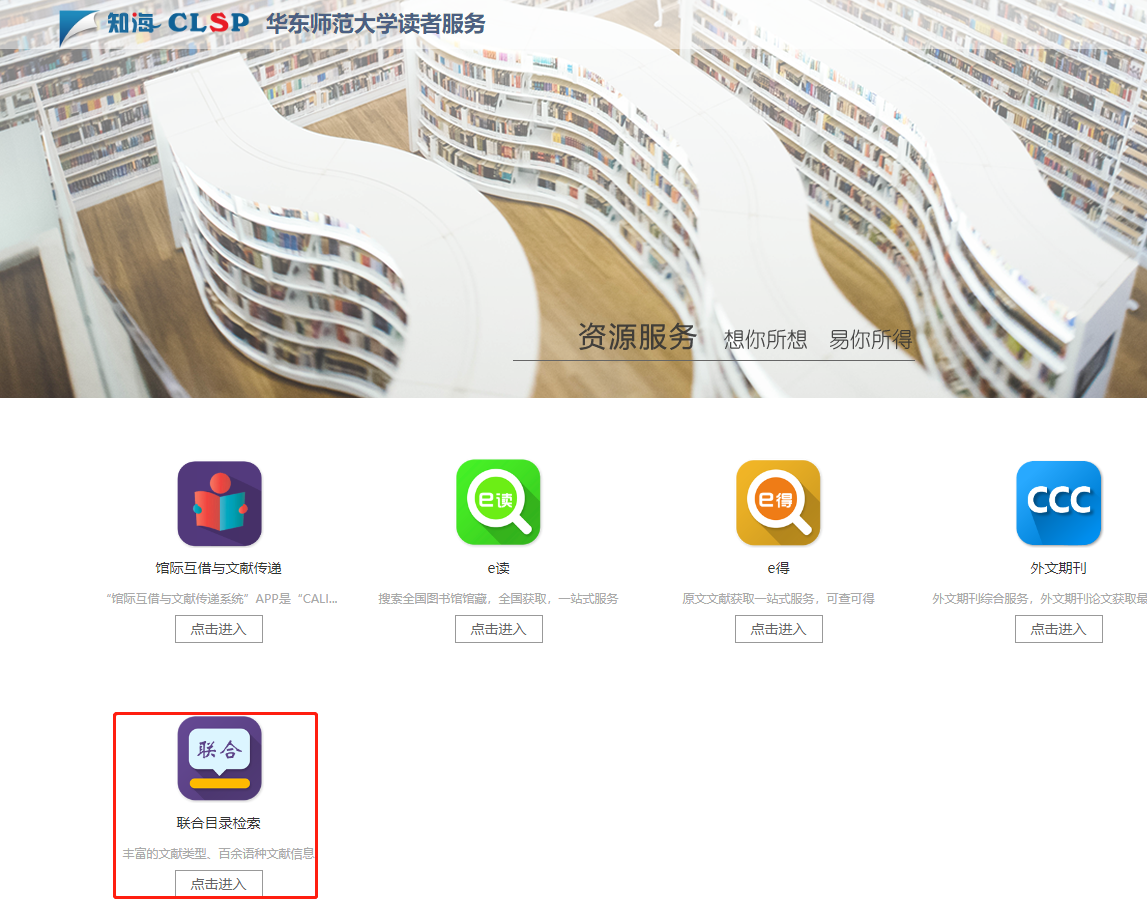 知海 CLSP 华东师范大学读者服务
资源服务 想你所想 易你所得
e读
e得
CCC
馆际互借与文献传递
e读
e得
外文期刊
“馆际互借与文献传递系统”APP是“CALI...
搜索全国图书馆馆藏，全国获取，一站式服务
原文文献获取一站式服务，可查可得
外文期刊综合服务，外文期刊论文获取最
点击进入
点击进入
点击进入
点击进入
联合
联合目录检索
丰富的文献类型、百余语种文献信息
点击进入